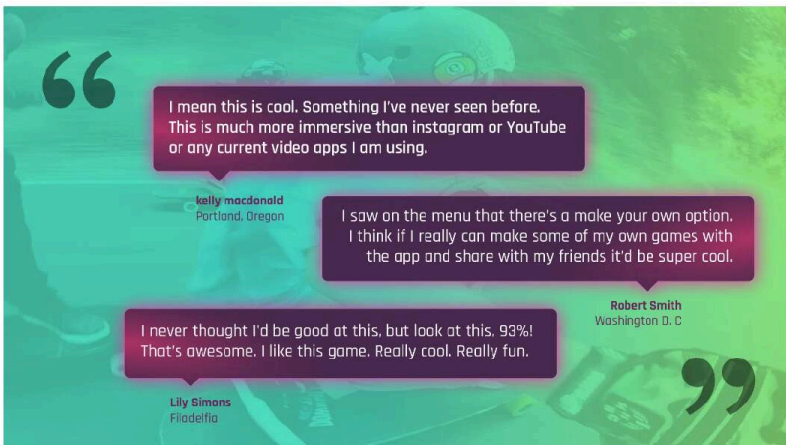 I mean this is cool. Something I've never seen before.
This is much more immersive than instagram or YouTube
or any current video apps I am using.
kelly macdonald
Portland, Oregon
I saw on the menu that there's a make your own option.
I think if I really can make some of my own games with
the app and share with my friends it'd be super cool.
Robert Smith
Washington D. C
I never thought I'd be good at this, but look at this, 93%!
That's awesome. I like this game. Really cool. Really fun.
Lily Simons
Filadelfia